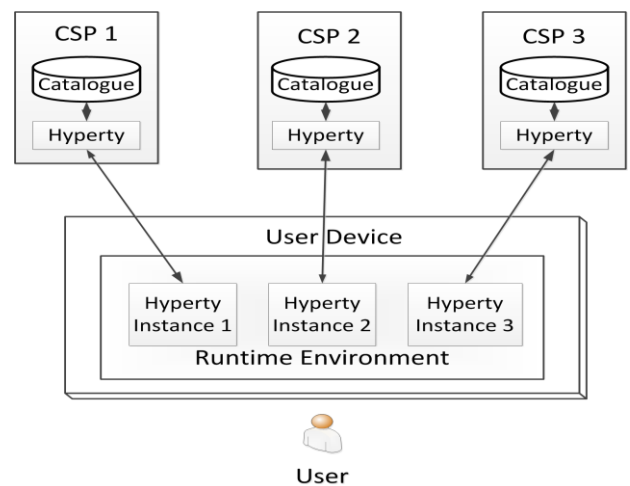 CSP 1
Catalogue
Hyperty
CSP 2
Catalogue
Hyperty
CSP 3
Catalogue
Hyperty
User Device
Hyperty
Instance 1
Hyperty
Instance 2
Hyperty
Instance 3
Runtime Environment
User